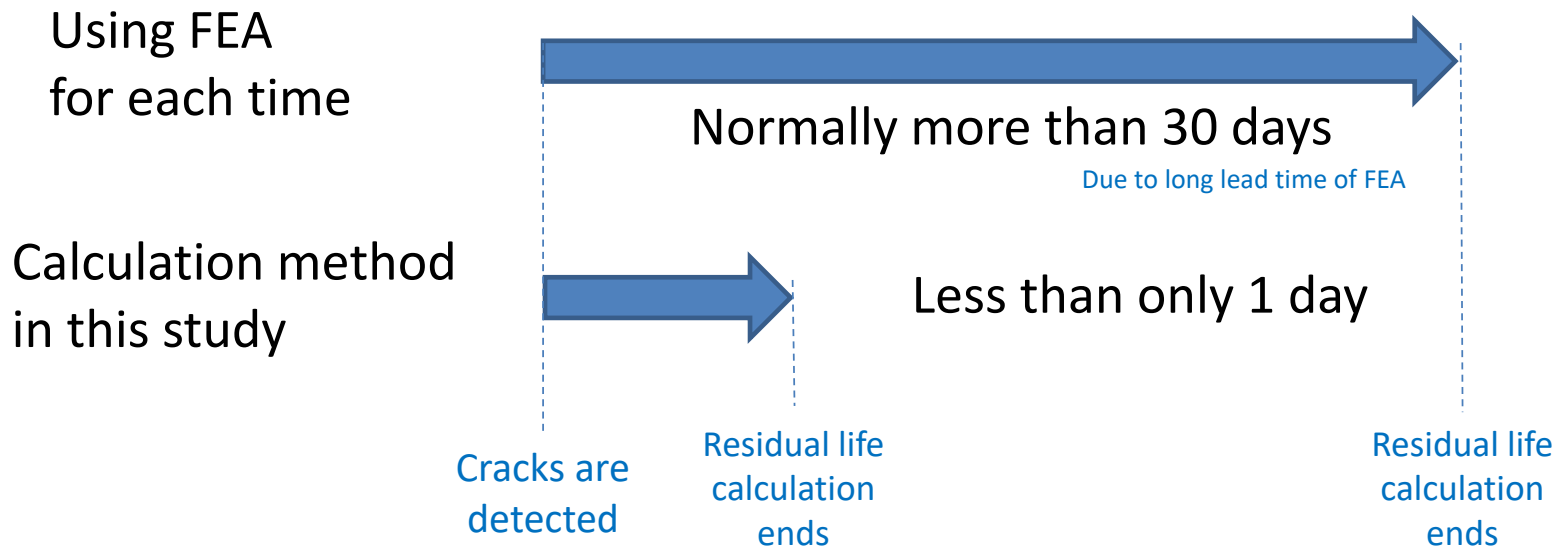 Using FEA
for each time
Normally more than 30 days
Due to long lead time of FEA
Calculation method
in this study
Less than only 1 day
Cracks are
detected
Residual life
calculation
ends
Residual life
calculation
ends